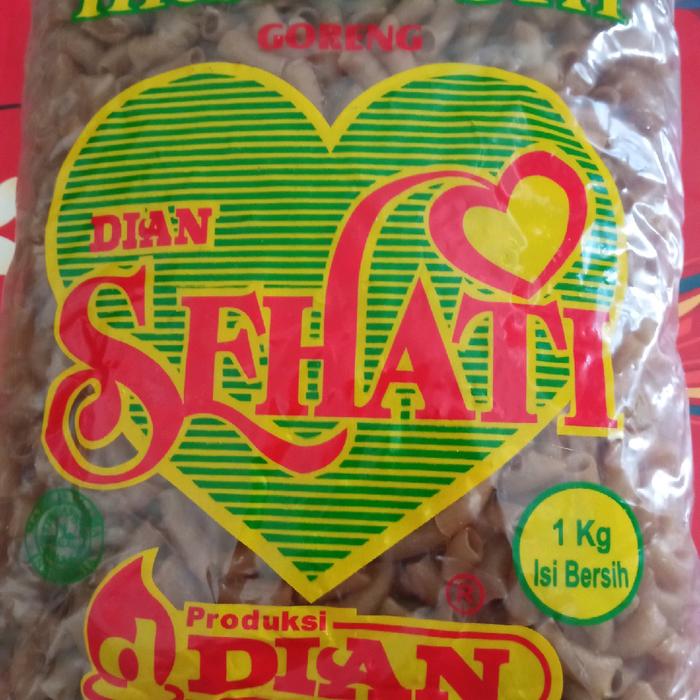 GORENG
DIAN
SEHATI
1 Kg
Isi Bersih
®
Produksi
d DIAN